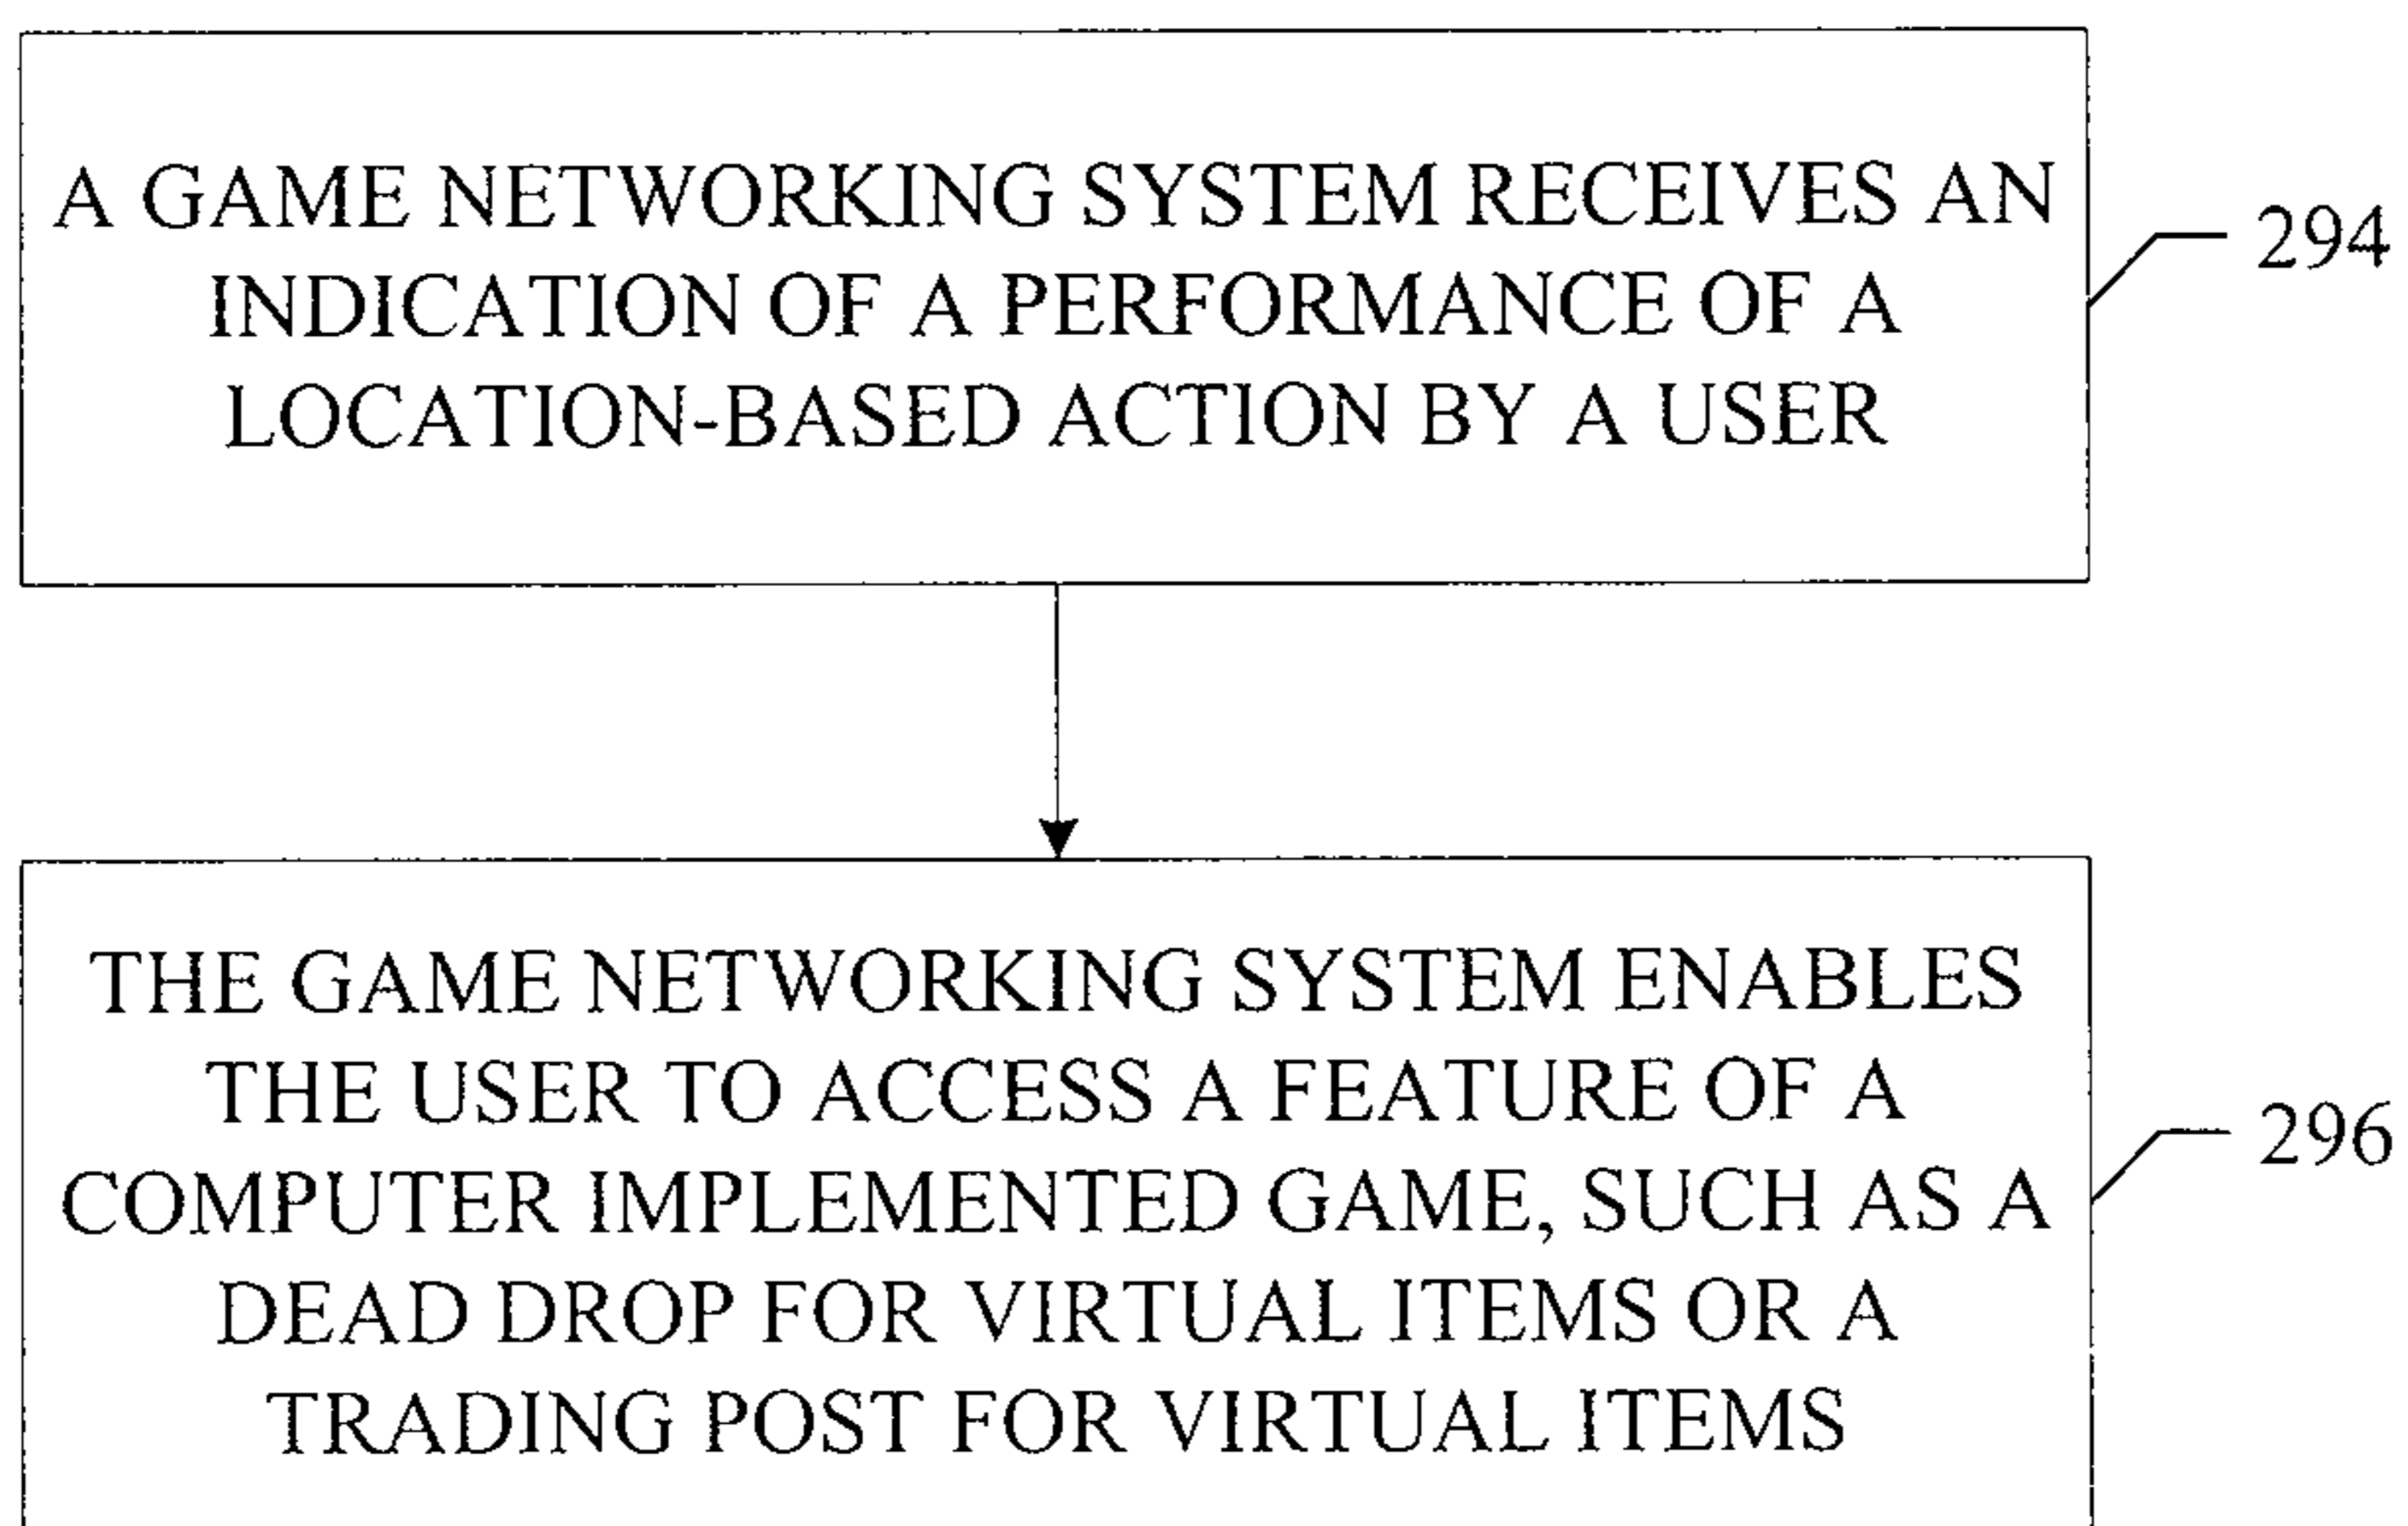 A GAME NETWORKING SYSTEM RECEIVES AN
INDICATION OF A PERFORMANCE OF A
LOCATION-BASED ACTION BY A USER
294
THE GAME NETWORKING SYSTEM ENABLES
THE USER TO ACCESS A FEATURE OF A
COMPUTER IMPLEMENTED GAME, SUCH AS A
DEAD DROP FOR VIRTUAL ITEMS OR A
TRADING POST FOR VIRTUAL ITEMS
296